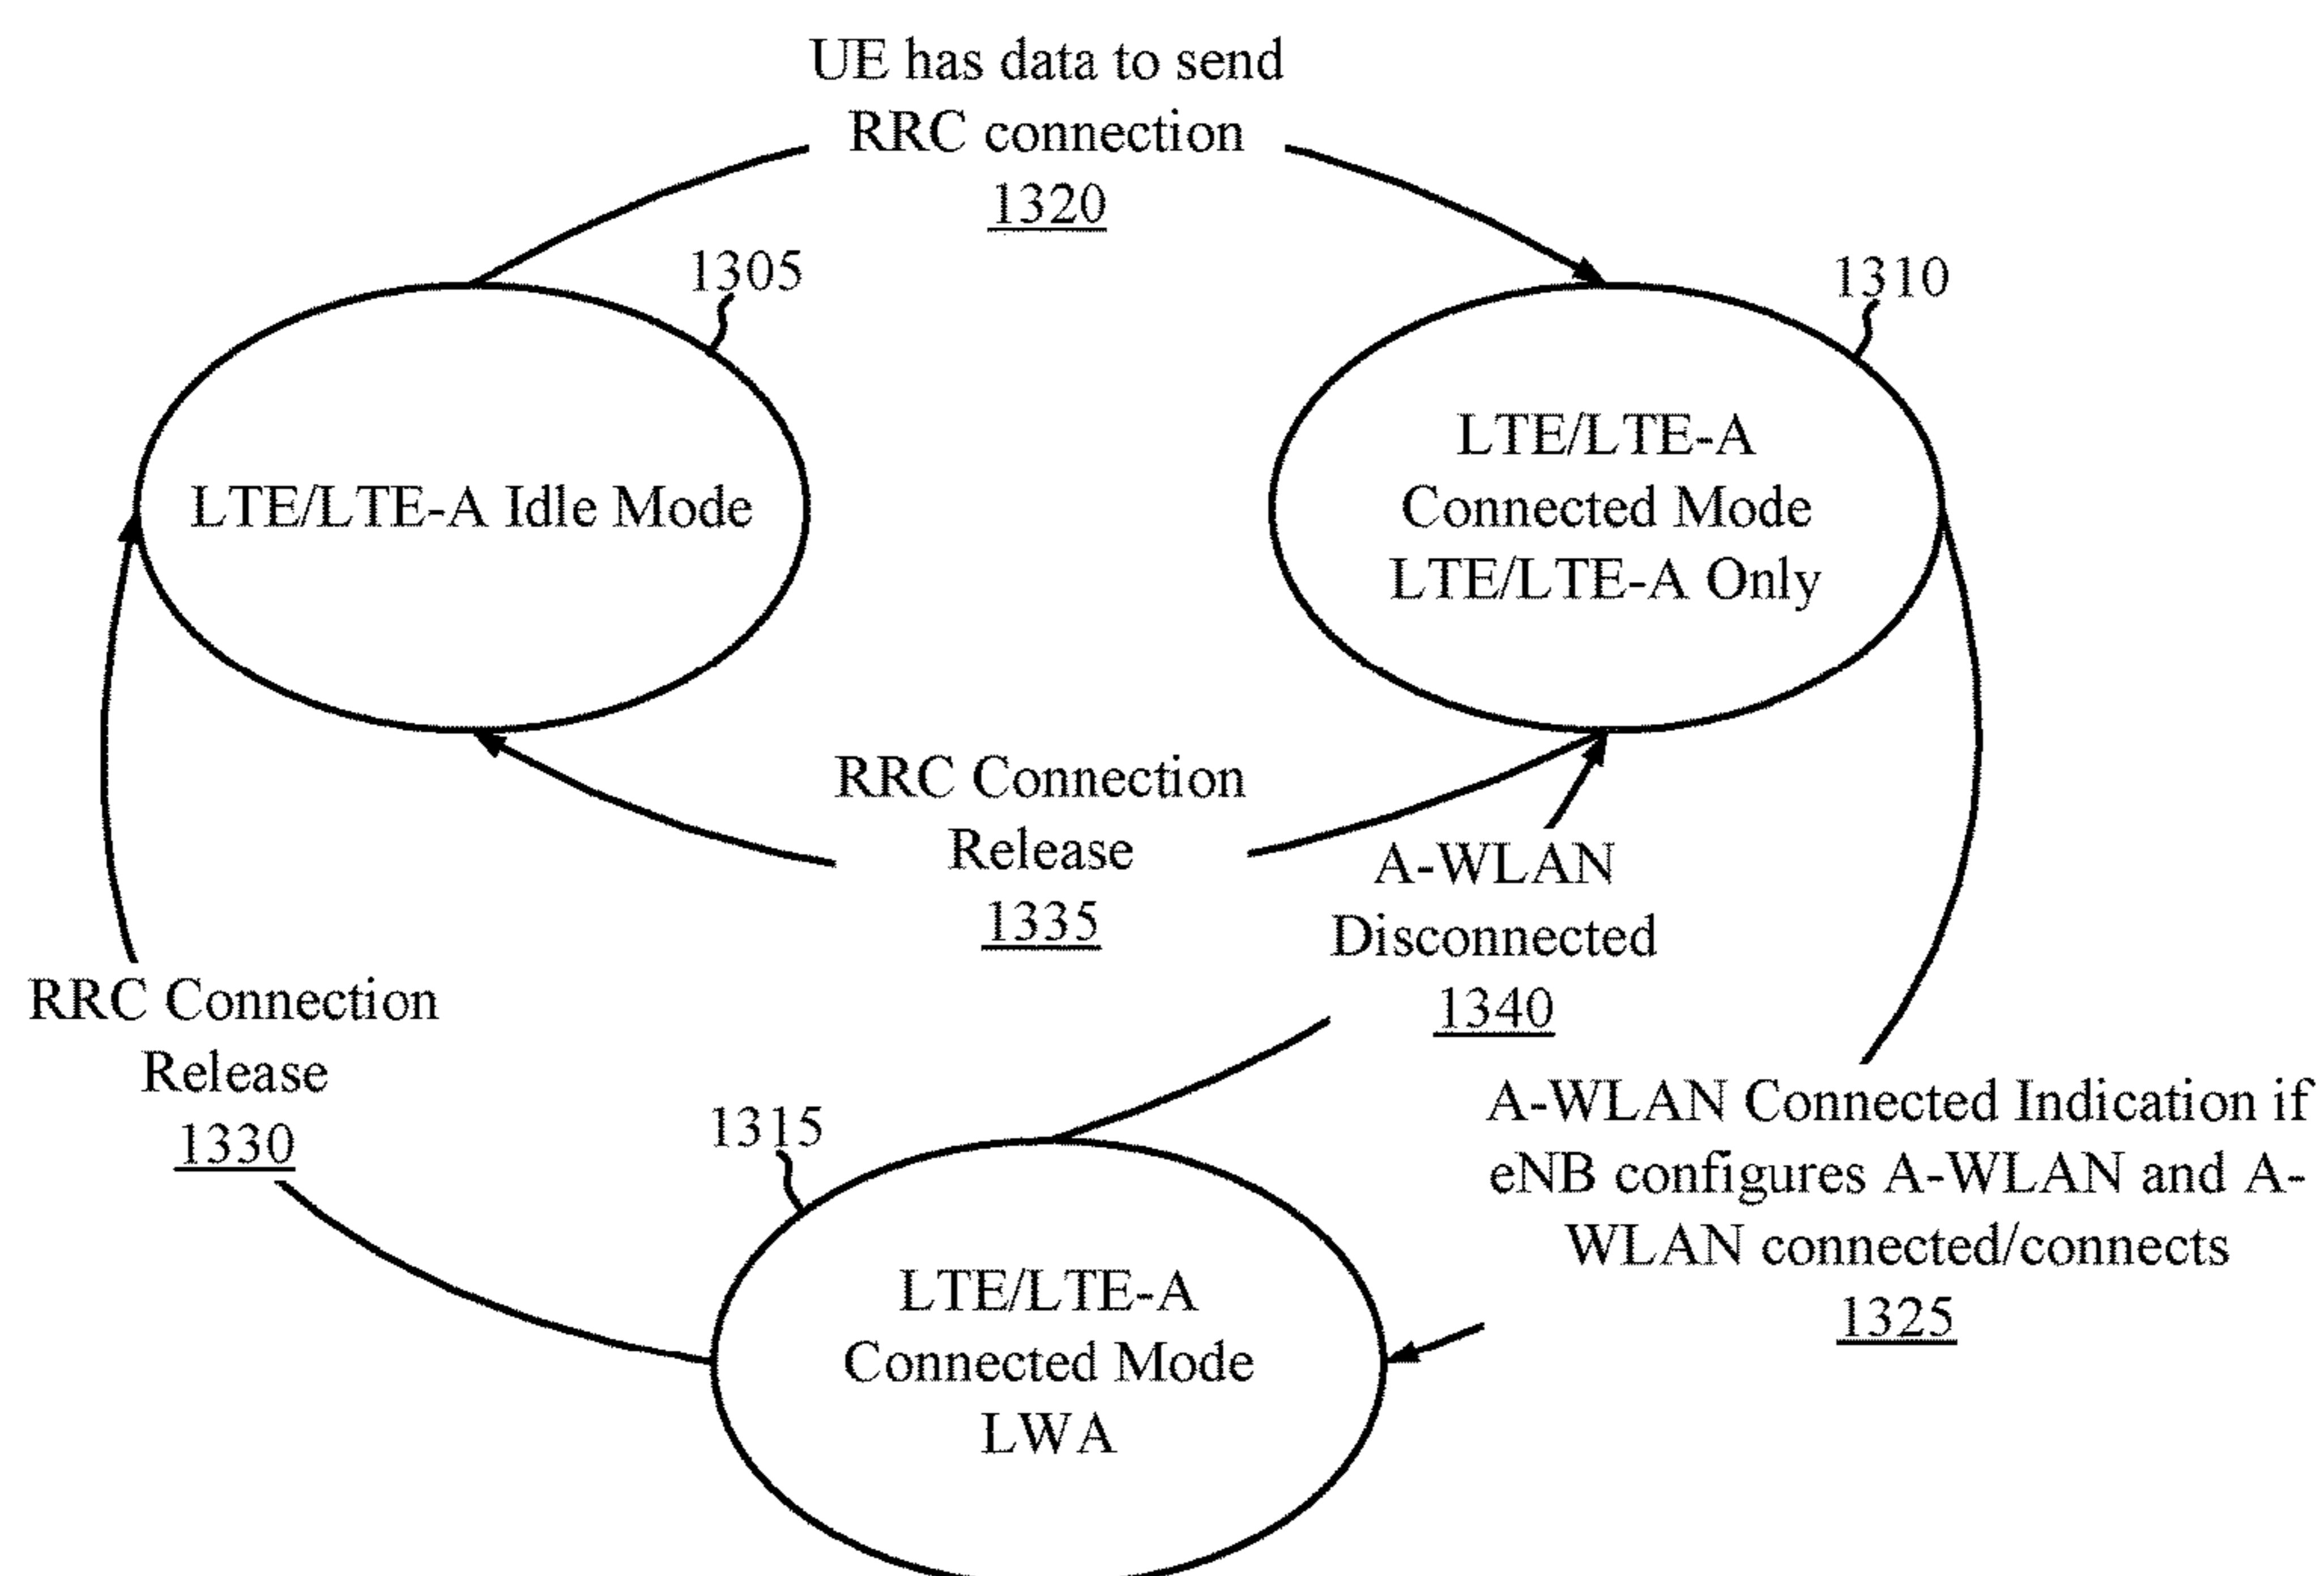 UE has data to send
RRC connection
1320
1305
1310
LTE/LTE-A Idle Mode
LTE/LTE-A
Connected Mode
LTE/LTE-A Only
RRC Connection
Release
1335
A-WLAN
Disconnected
1340
RRC Connection
Release
1330
A-WLAN Connected Indication if
eNB configures A-WLAN and A-
WLAN connected/connects
1325
1315
LTE/LTE-A
Connected Mode
LWA